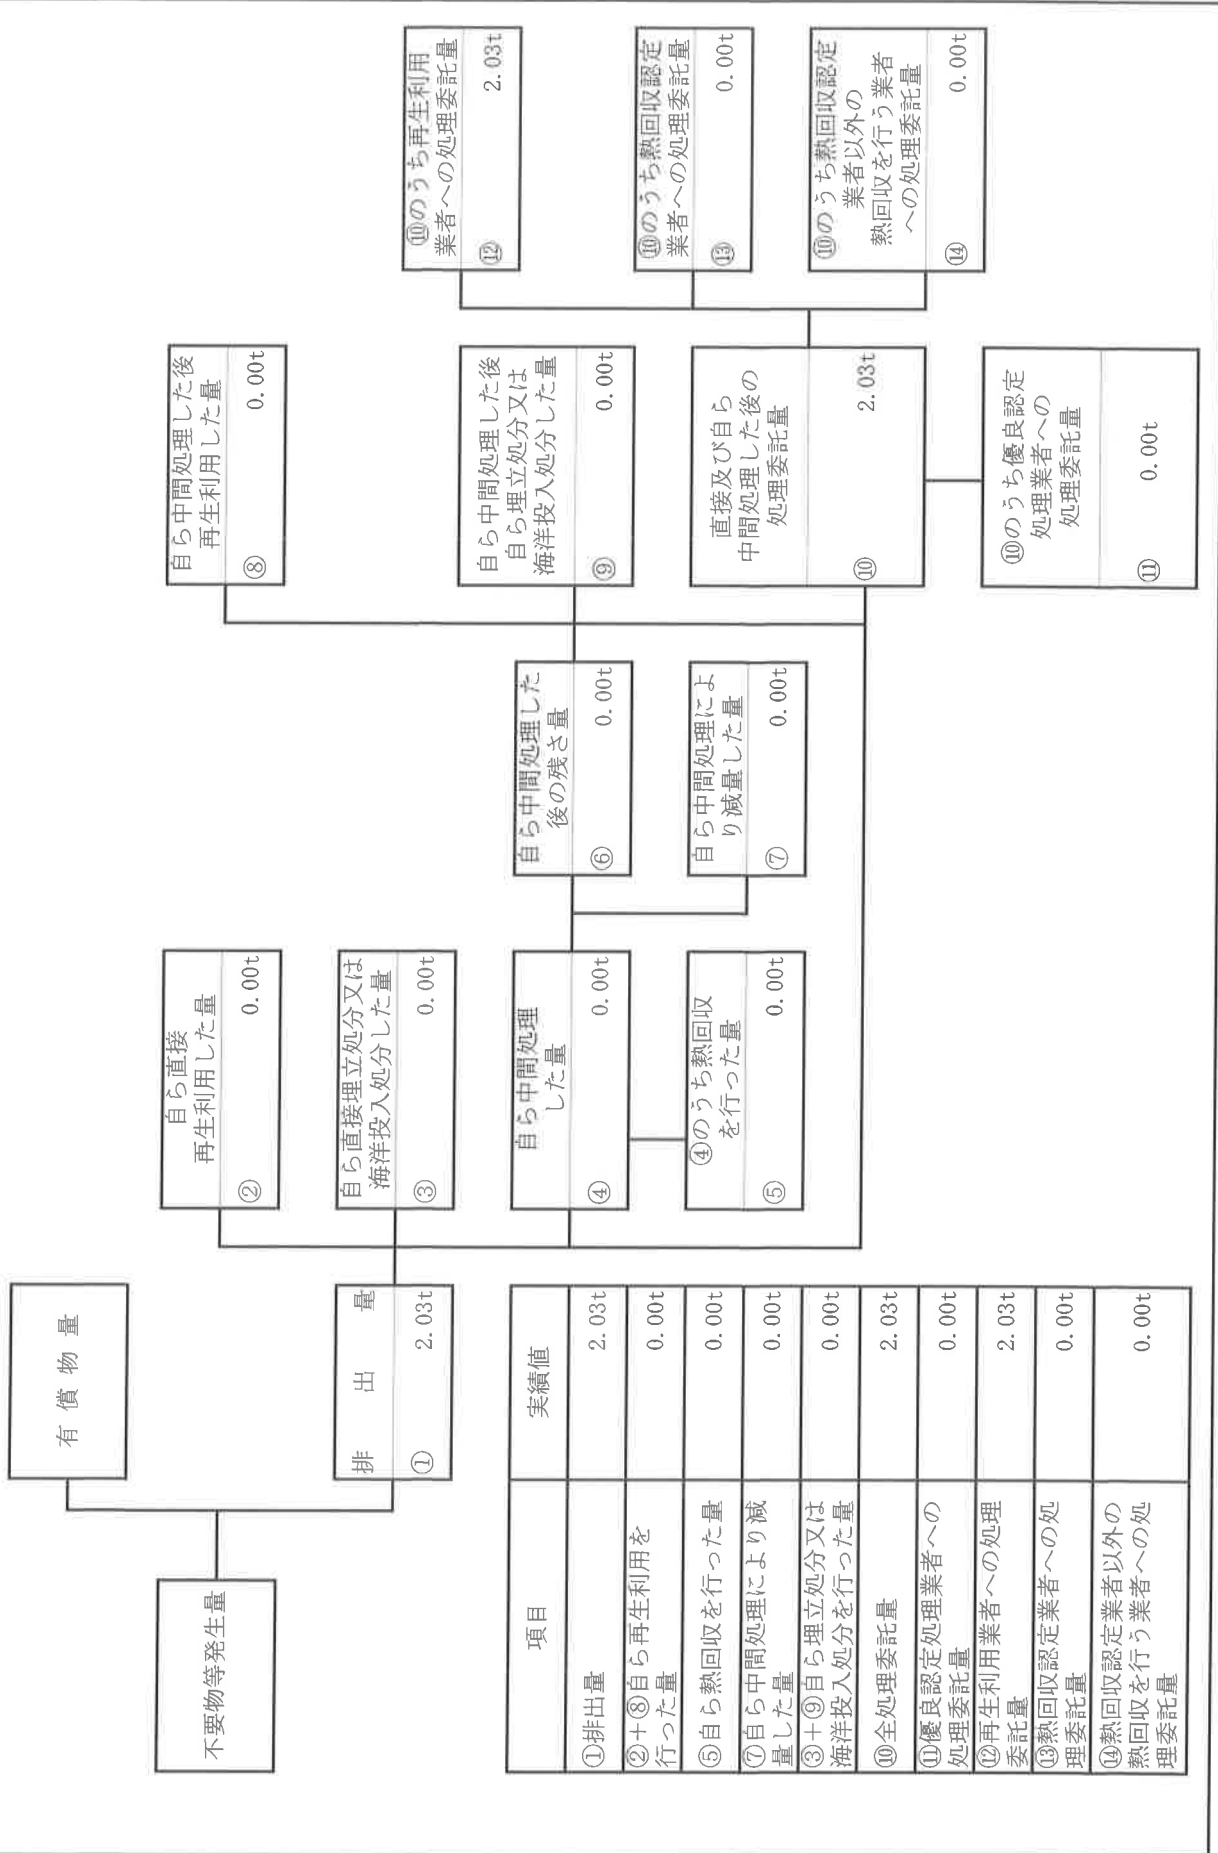 不要物等発生量
有償物量
排出量
① 2.03t
自ら直接
再生利用した量
② 0.00t
自ら直接埋立処分又は
海洋投入処分した量
③ 0.00t
自ら中間処理
した量
④ 0.00t
④のうち熱回収
を行った量
⑤ 0.00t
自ら中間処理した
後の残さ量
⑥ 0.00t
自ら中間処理によ
り減量した量
⑦ 0.00t
自ら中間処理した後
再生利用した量
⑧ 0.00t
自ら中間処理した後
自ら埋立処分又は
海洋投入処分した量
⑨ 0.00t
直接及び自ら
中間処理した後の
処理委託量
⑩ 2.03t
⑩のうち優良認定
処理業者への
処理委託量
⑪ 0.00t
⑩のうち再生利用
業者への処理委託量
⑫ 2.03t
⑩のうち熱回収認定
業者への処理委託量
⑬ 0.00t
⑩のうち熱回収認定
業者以外の
熱回収を行う業者
への処理委託量
⑭ 0.00t
項目 実績値
①排出量 2.03t
②+⑧自ら再生利用を
行った量 0.00t
⑤自ら熱回収を行った量 0.00t
⑦自ら中間処理により減
量した量 0.00t
③+⑨自ら埋立処分又は
海洋投入処分を行った量 0.00t
⑩全処理委託量 2.03t
⑪優良認定処理業者への
処理委託量 0.00t
⑫再生利用業者への処理
委託量 2.03t
⑬熱回収認定業者への処
理委託量 0.00t
⑭熱回収認定業者以外の
熱回収を行う業者への処
理委託量 0.00t